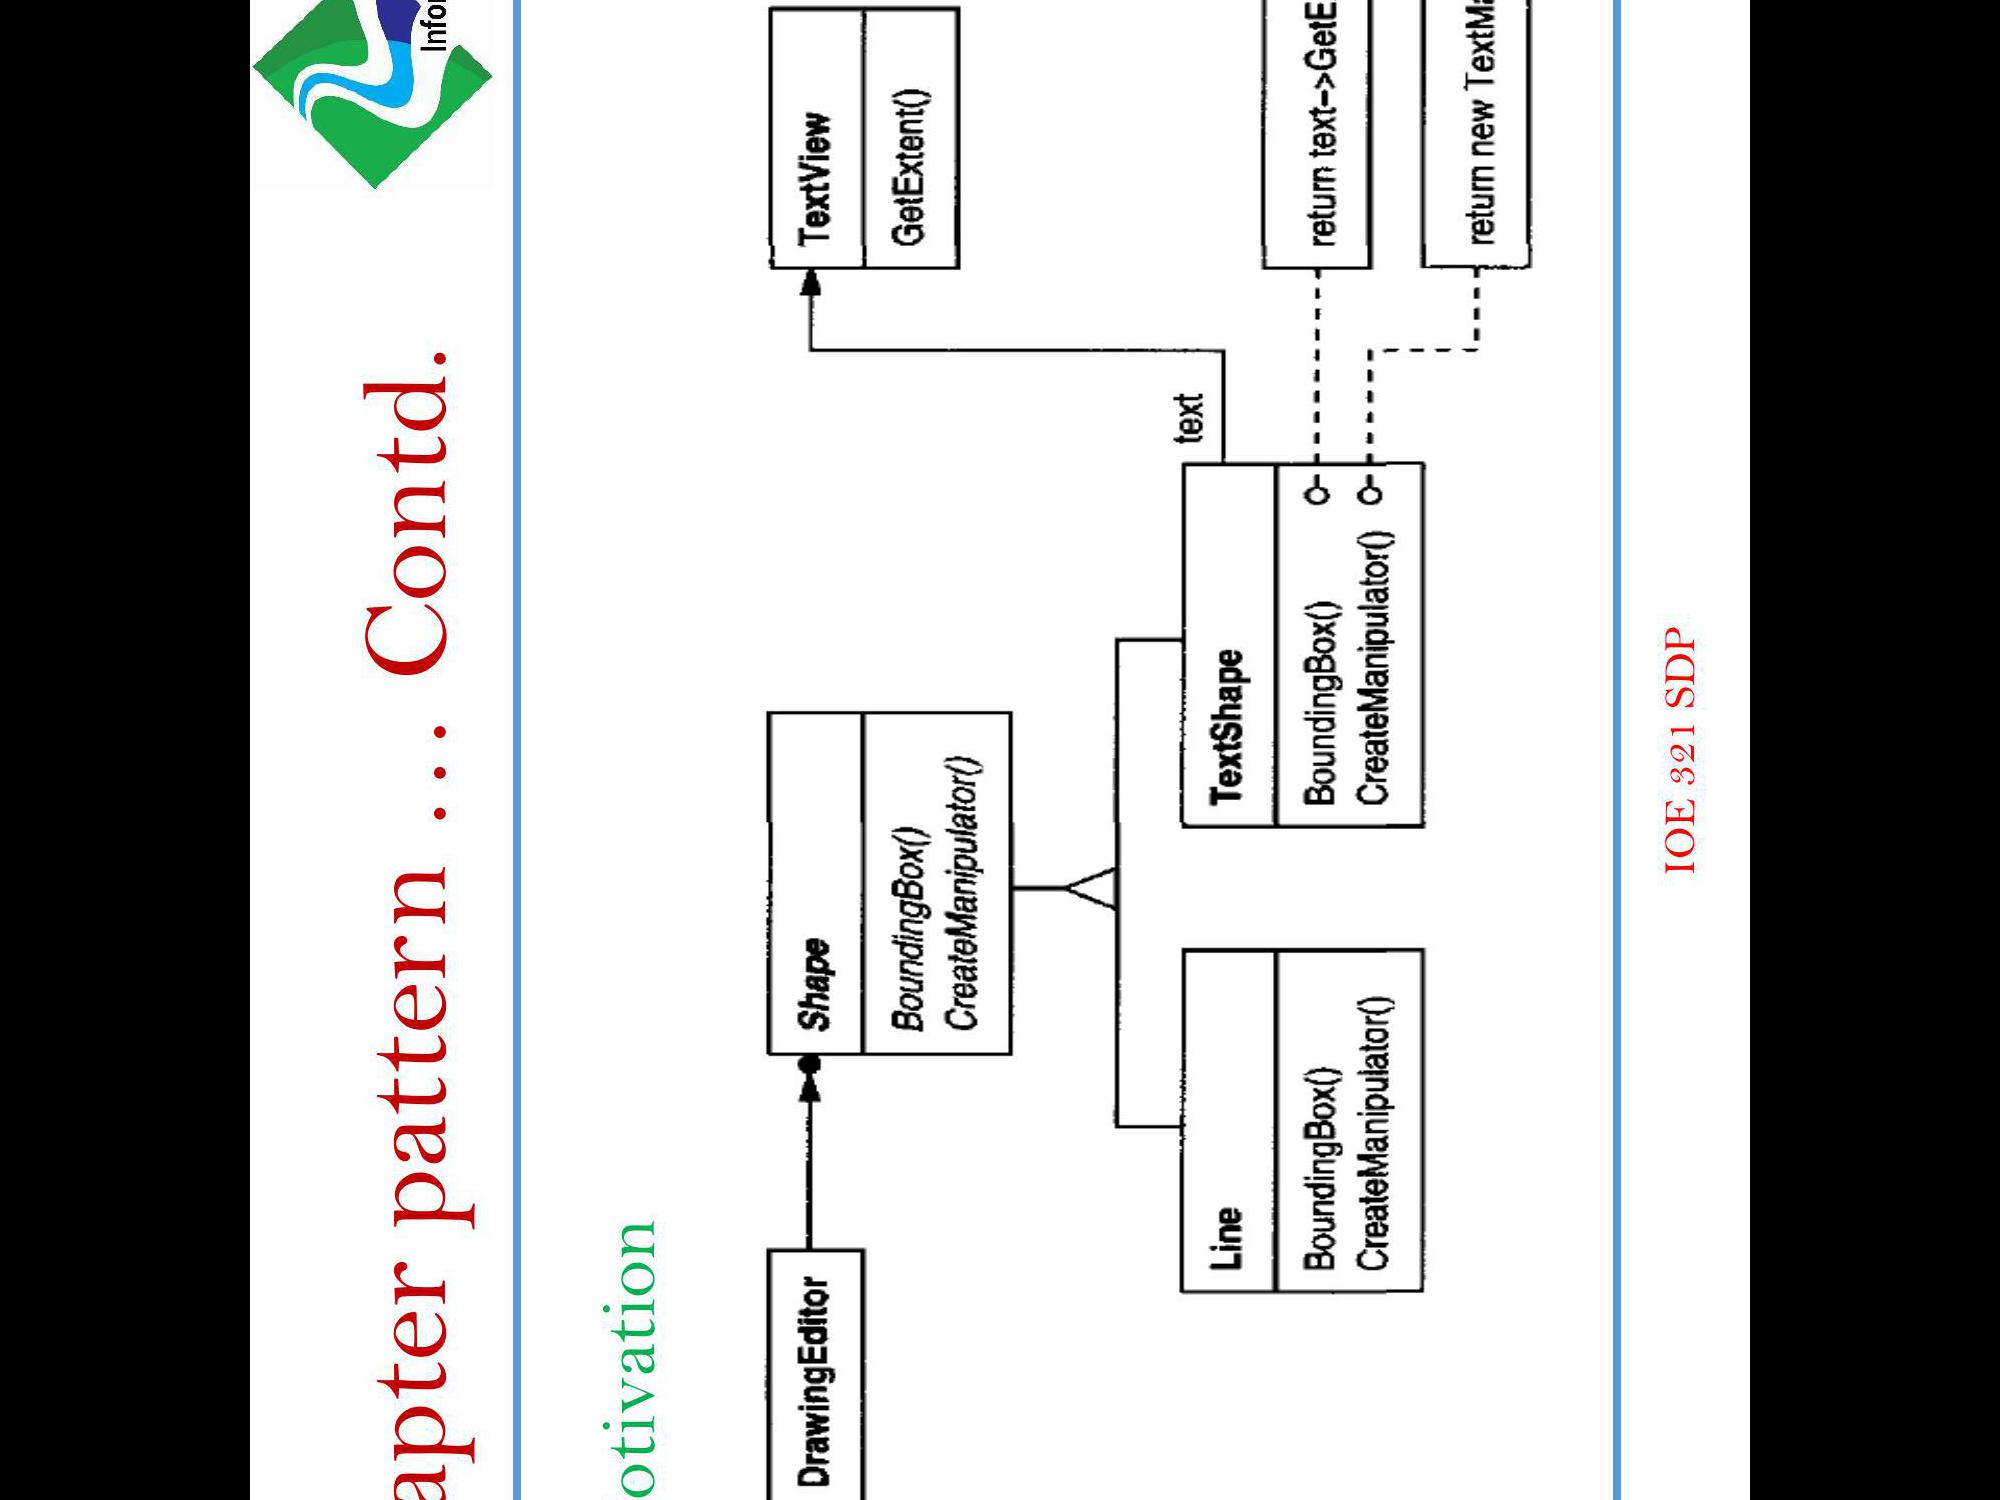 apter pattern ... Contd.
Infor
otivation
DrawingEditor
Shape
BoundingBox()
CreateManipulator()
TextView
GetExtent()
Line
BoundingBox()
CreateManipulator()
TextShape
BoundingBox()
CreateManipulator()
text
return text->GetE
return new TextMa
IOE 321 SDP